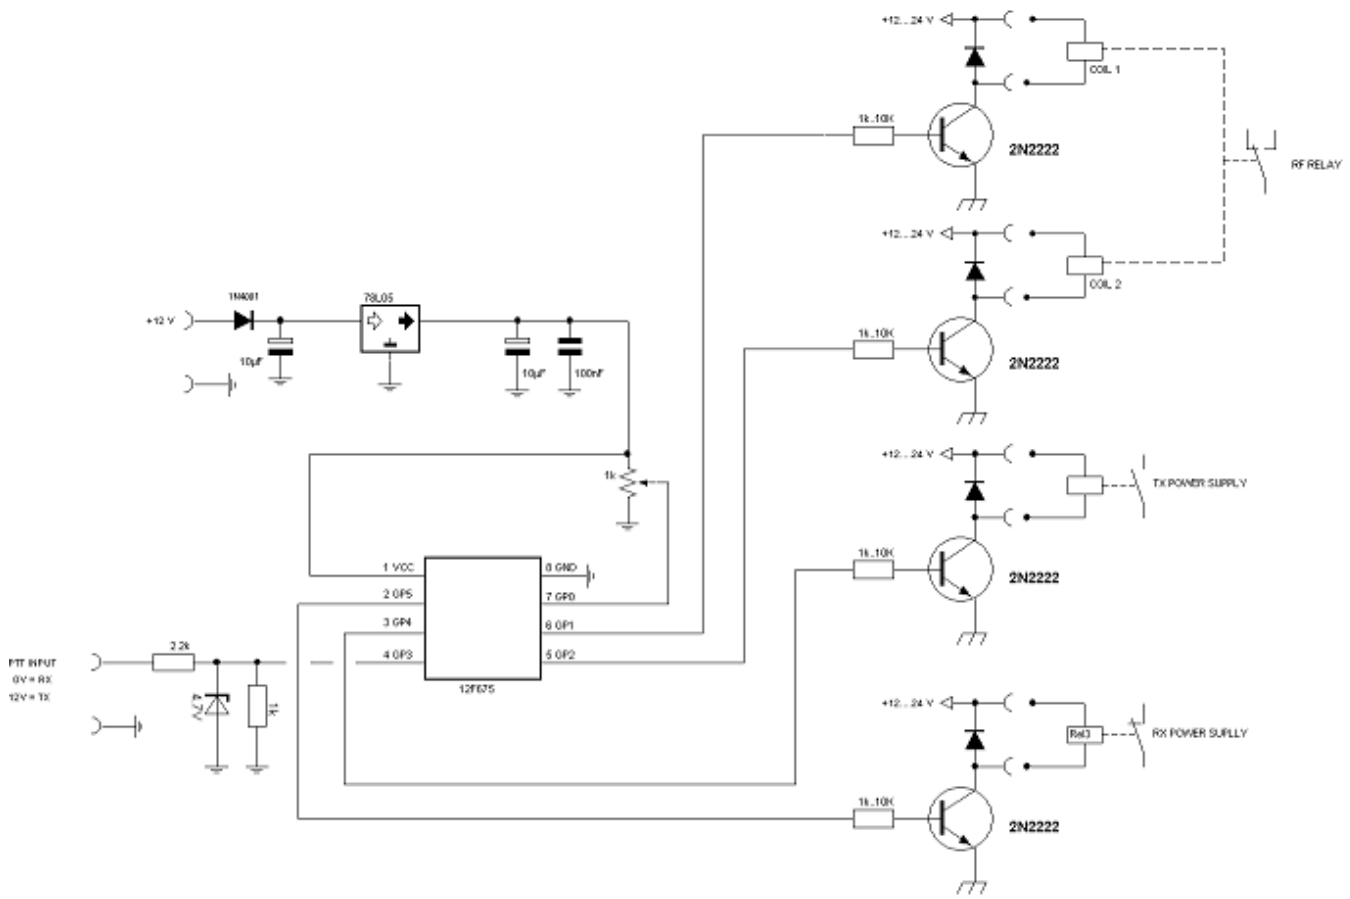 +12...24 V
COIL 1
1k..10K
2N2222
RF RELAY
+12...24 V
COIL 2
1k..10K
2N2222
1N4001
78L05
+12 V
10µF
10µF
100nF
+12...24 V
1k
TX POWER SUPPLY
1k..10K
2N2222
1 VCC
8 GND
2 GP5
7 GP0
3 GP4
6 GP1
4 GP3
5 GP2
12F675
2.2k
PTT INPUT
0V = RX
12V = TX
4.7V
1k
+12...24 V
Rel3
RX POWER SUPLLY
1k..10K
2N2222